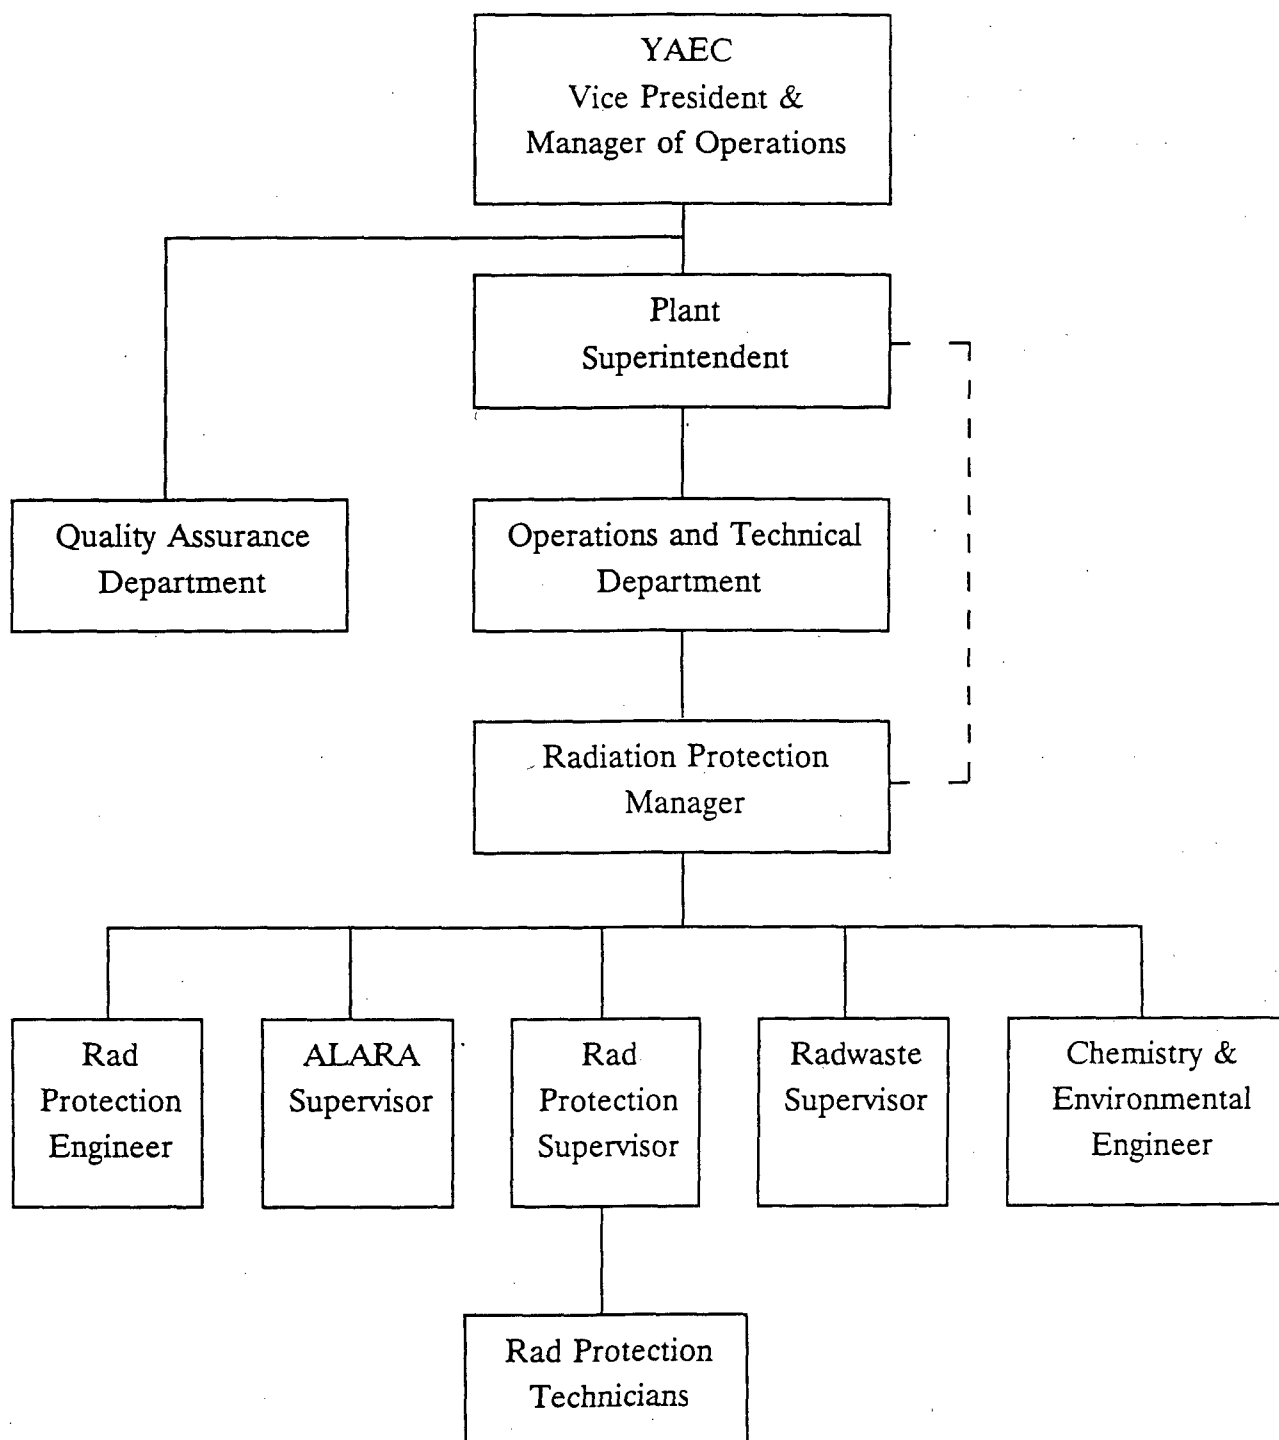 YAEC
Vice President &
Manager of Operations
Plant
Superintendent
Quality Assurance
Department
Operations and Technical
Department
Radiation Protection
Manager
Rad
Protection
Engineer
ALARA
Supervisor
Rad
Protection
Supervisor
Radwaste
Supervisor
Chemistry &
Environmental
Engineer
Rad Protection
Technicians